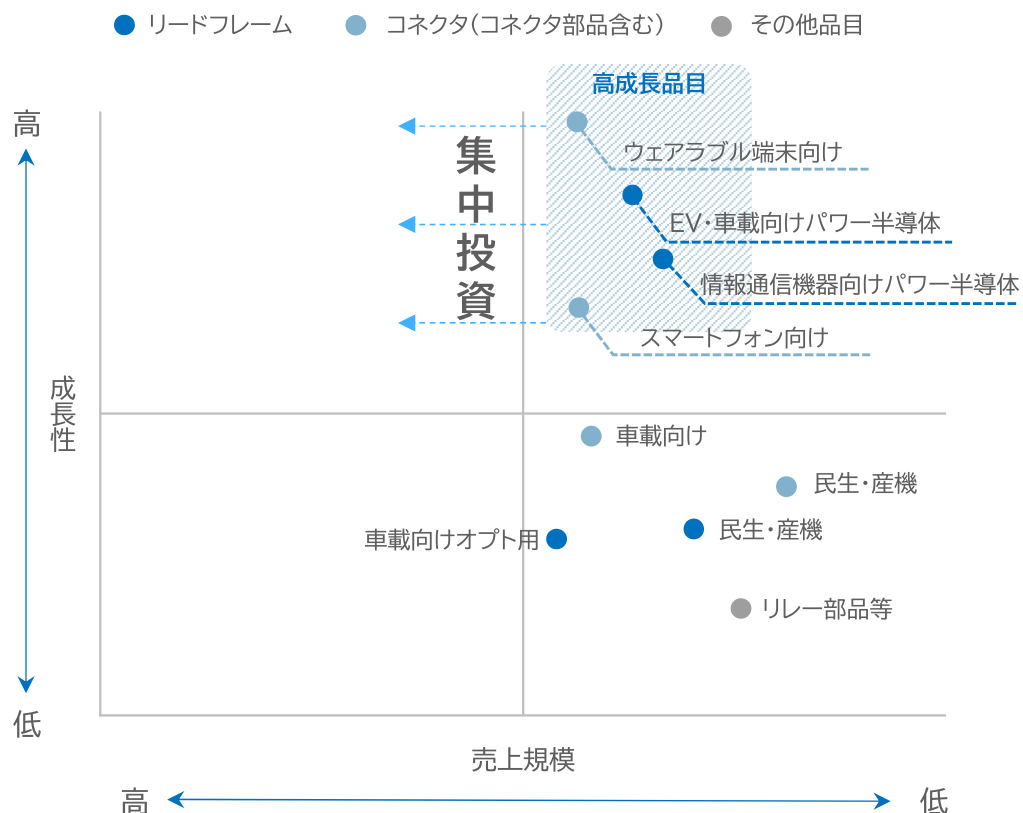 リードフレーム
コネクタ(コネクタ部品含む)
その他品目
高成長品目
高
集中投資
ウェアラブル端末向け
EV・車載向けパワー半導体
情報通信機器向けパワー半導体
スマートフォン向け
成長性
車載向け
民生・産機
民生・産機
車載向けオプト用
リレー部品等
低
売上規模
高
低